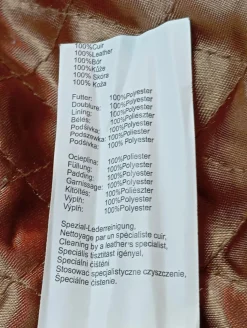 100%Cuir
100%Leather
100%Bőr
100%Kůže
100%Skóra
100% Koža
Futter: 100%Polyester
Doublure: 100%Polyester
Lining: 100%Polyester
Bélés: 100%Poliészter
Podšívka: 100%Polyester
Podszewka: 100%Poliester
Podšívka: 100% Polyester
Ocieplina: 100%Polyester
Füllung: 100%Polyester
Padding: 100%Polyester
Garnissage: 100%Polyester
Kitöltés: 100%Poliészter
Výplň: 100%Polyester
Výplň: 100%Polyester
Spezial-Lederreinigung,
Nettoyage par un spécialiste cuir,
Cleaning by a leathers specialist,
Speciális tisztítást igényel,
Speciální čistění
Stosować specjalistyczne czyszczenie,
Špeciálne čistenie.